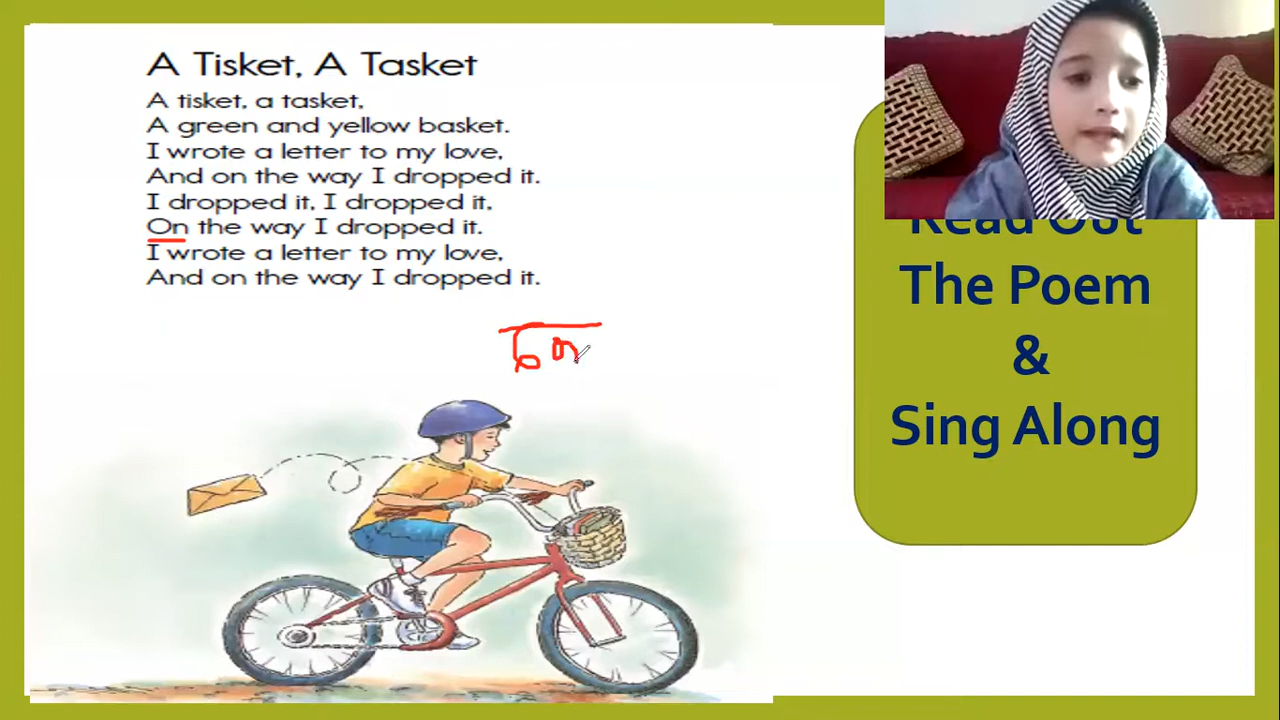 A Tisket, A Tasket
A tisket, a tasket,
A green and yellow basket.
I wrote a letter to my love,
And on the way I dropped it.
I dropped it, I dropped it,
On the way I dropped it.
I wrote a letter to my love,
And on the way I dropped it.
Read Out
The Poem
&
Sing Along